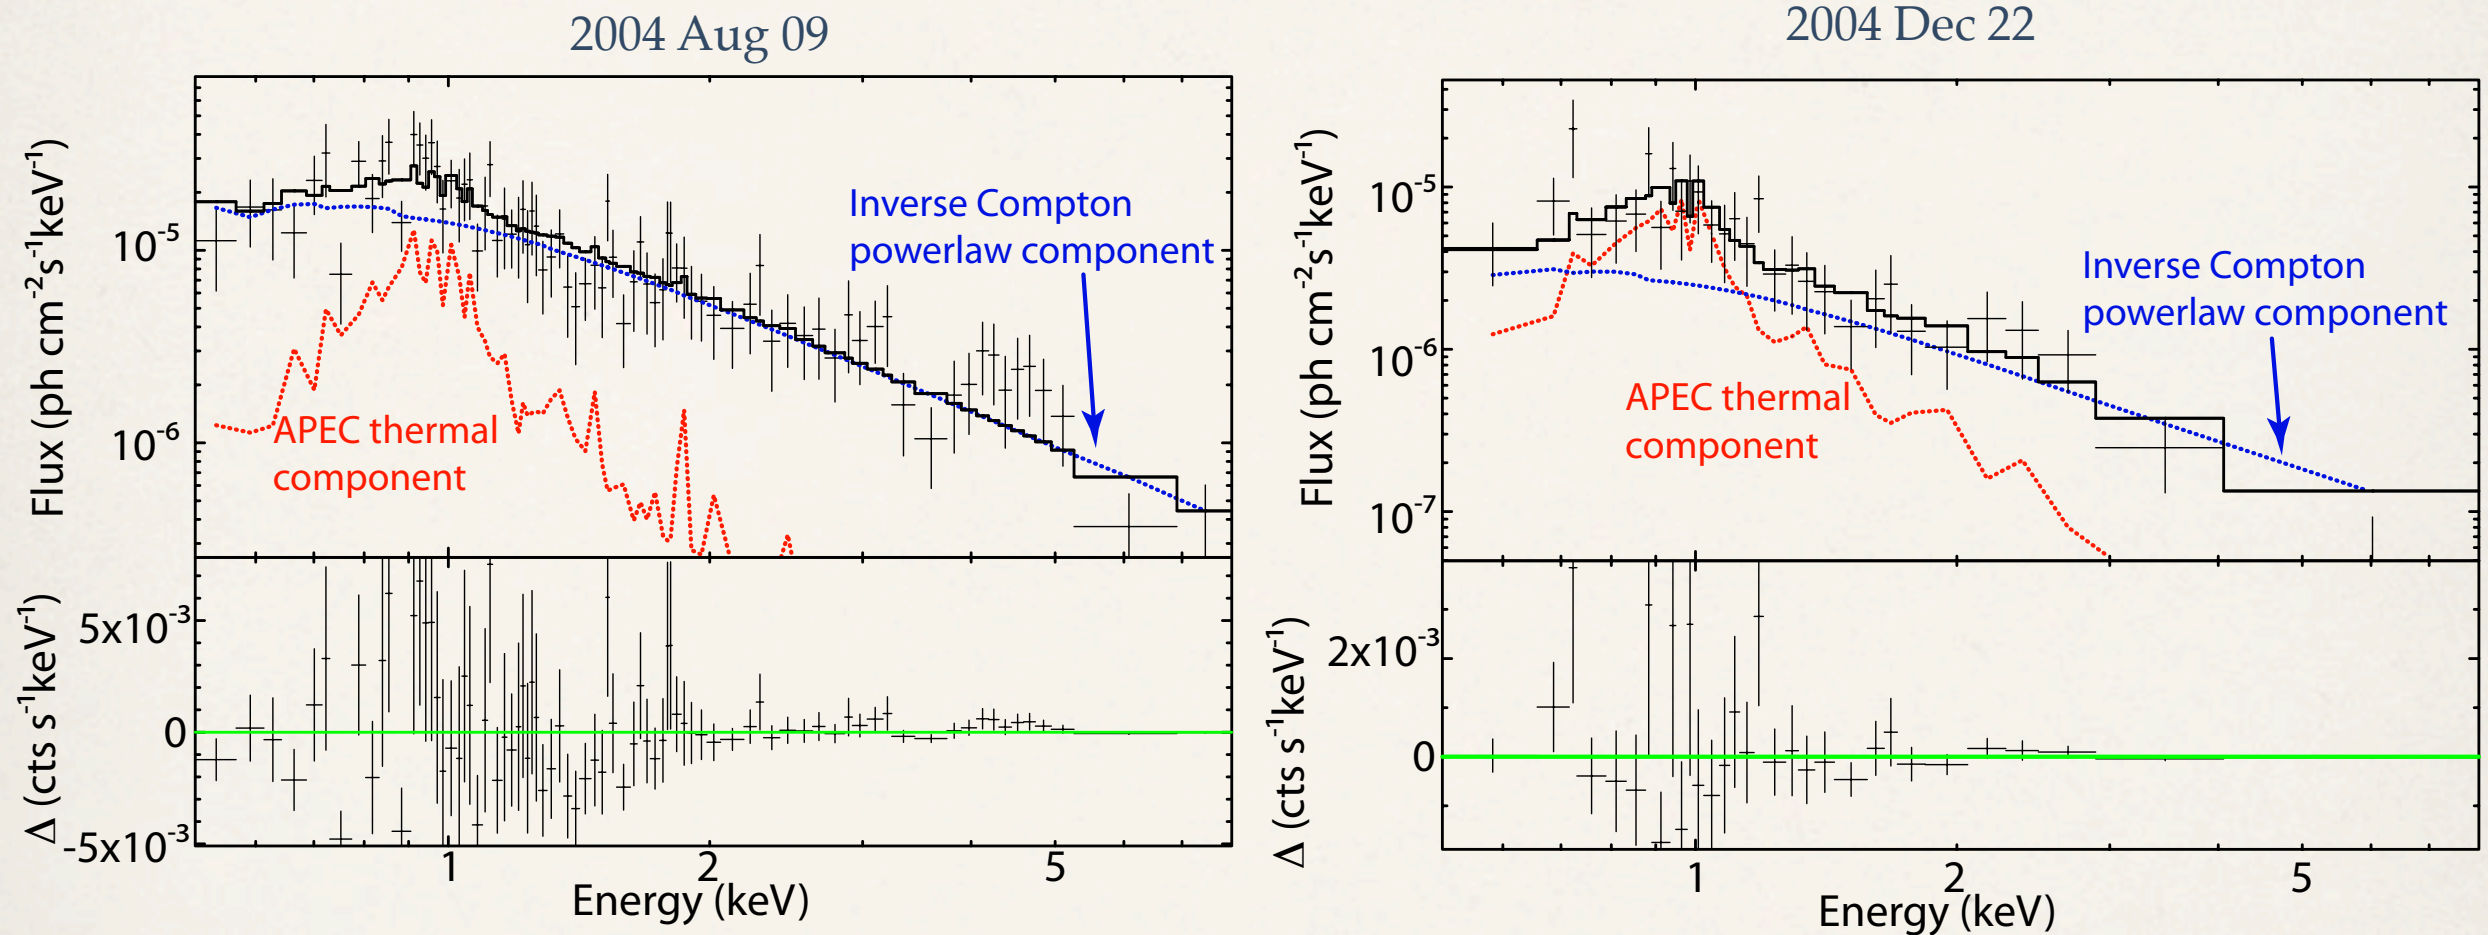 2004 Aug 09
Flux (ph cm⁻²s⁻¹keV⁻¹)
10⁻⁵
10⁻⁶
Inverse Compton
powerlaw component
APEC thermal
component
Δ (cts s⁻¹keV⁻¹)
5x10⁻³
0
-5x10⁻³
1
2
5
Energy (keV)
2004 Dec 22
Flux (ph cm⁻²s⁻¹keV⁻¹)
10⁻⁵
10⁻⁶
10⁻⁷
Inverse Compton
powerlaw component
APEC thermal
component
Δ (cts s⁻¹keV⁻¹)
2x10⁻³
0
1
2
5
Energy (keV)